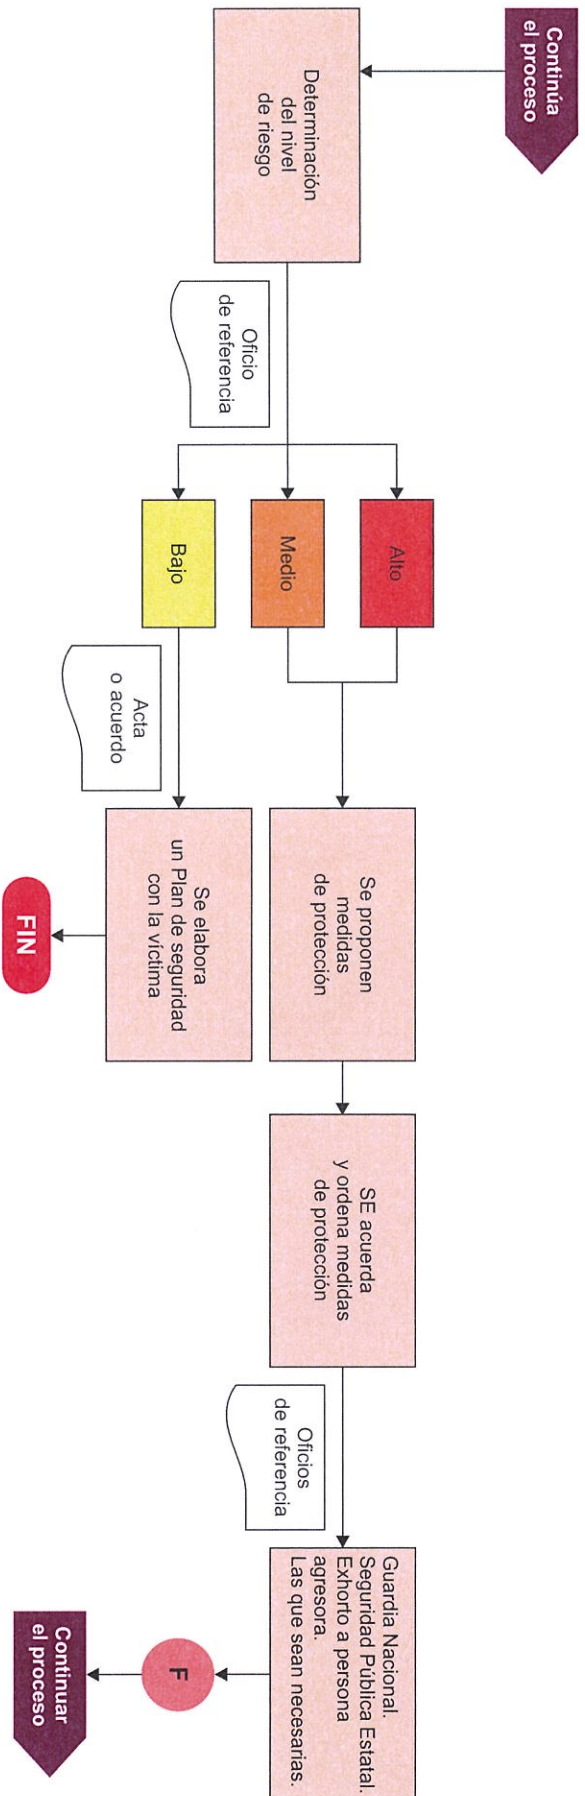 Continúa
el proceso
Determinación
del nivel
de riesgo
Oficio
de referencia
Alto
Medio
Bajo
Acta
o acuerdo
Se proponen
medidas
de protección
Se elabora
un Plan de seguridad
con la víctima
FIN
SE acuerda
y ordena medidas
de protección
Oficios
de referencia
Guardia Nacional.
Seguridad Pública Estatal.
Exhorto a persona
agresora.
Las que sean necesarias.
F
Continuar
el proceso